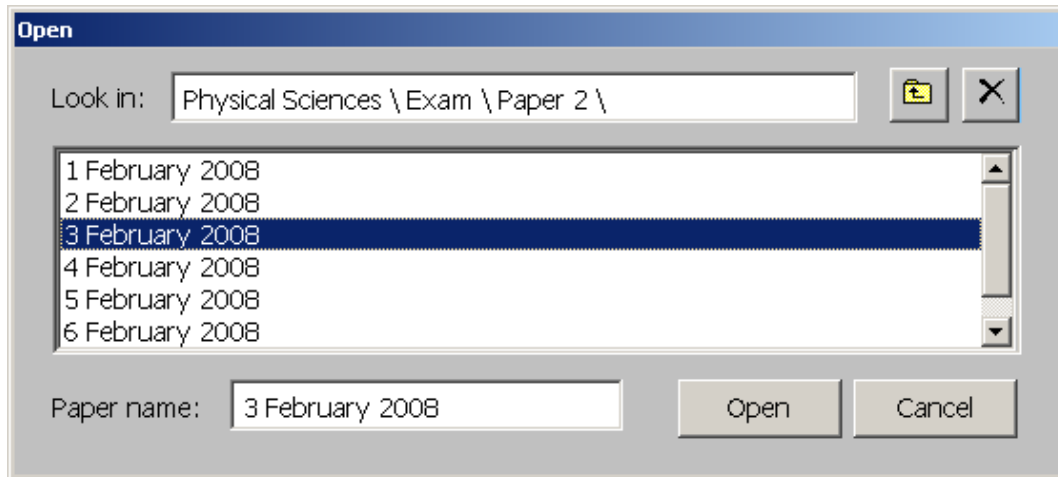 Open
Look in: Physical Sciences \ Exam \ Paper 2 \
1 February 2008
2 February 2008
3 February 2008
4 February 2008
5 February 2008
6 February 2008
Paper name: 3 February 2008 Open Cancel